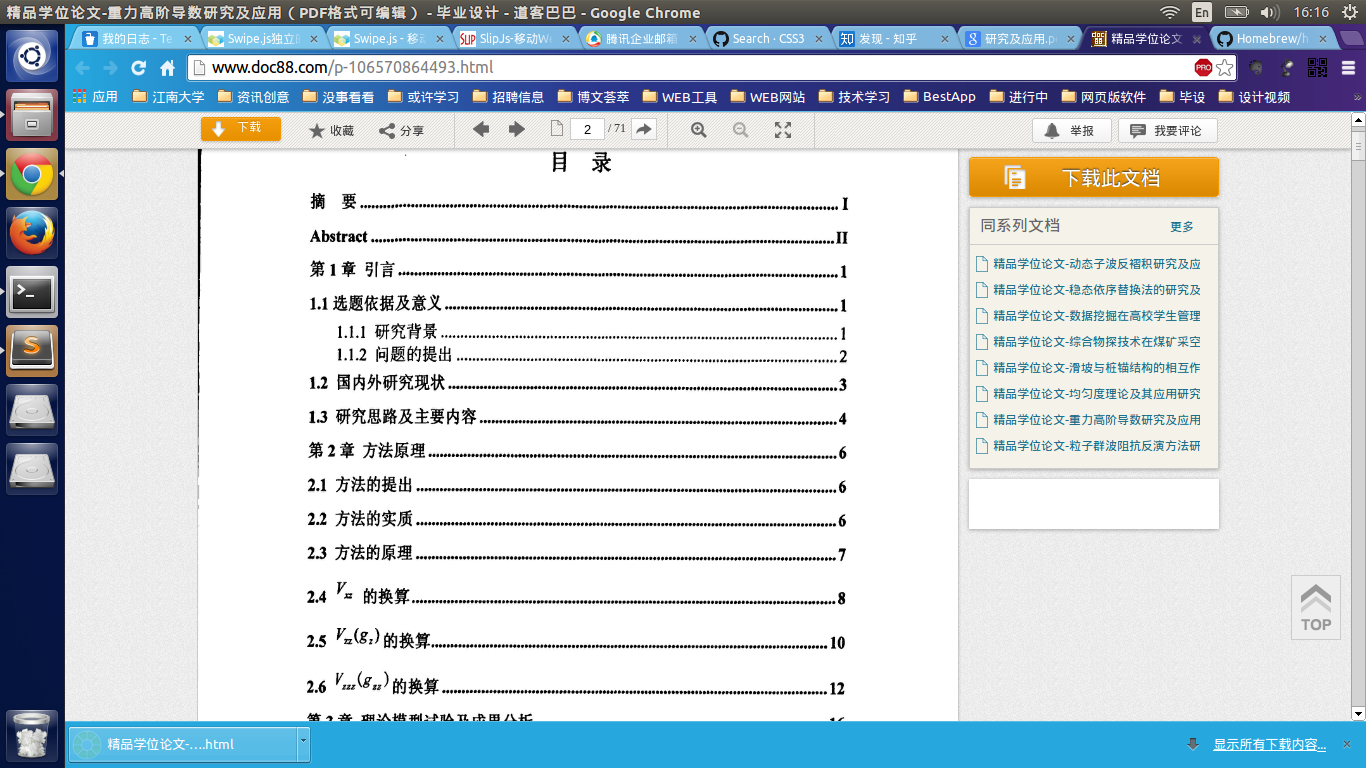 精品学位论文-重力高阶导数研究及应用（PDF格式可编辑） - 毕业设计 - 道客巴巴 - Google Chrome
En
16:16
我的日志 - Te
Swipe.js独立的
Swipe.js - 移动
SlipJs-移动We
腾讯企业邮箱
Search · CSS3
发现 - 知乎
研究及应用.p
精品学位论文
Homebrew/h
www.doc88.com/p-106570864493.html
PRO
应用
江南大学
资讯创意
没事看看
或许学习
招聘信息
博文荟萃
WEB工具
WEB网站
技术学习
BestApp
进行中
网页版软件
毕设
设计视频
»
下载
收藏
分享
2
/ 71
举报
我要评论
目 录
摘 要 I
Abstract II
第 1 章 引言 1
1.1 选题依据及意义 1
1.1.1 研究背景 1
1.1.2 问题的提出 2
1.2 国内外研究现状 3
1.3 研究思路及主要内容 4
第 2 章 方法原理 6
2.1 方法的提出 6
2.2 方法的实质 6
2.3 方法的原理 7
2.4 Vxz 的换算 8
2.5 Vzz(gz)的换算 10
2.6 Vzzz(gzz)的换算 12
第 3 章 理论模型试验及成果分析 16
下载此文档
同系列文档
更多
精品学位论文-动态子波反褶积研究及应
精品学位论文-稳态依序替换法的研究及
精品学位论文-数据挖掘在高校学生管理
精品学位论文-综合物探技术在煤矿采空
精品学位论文-滑坡与桩锚结构的相互作
精品学位论文-均匀度理论及其应用研究
精品学位论文-重力高阶导数研究及应用
精品学位论文-粒子群波阻抗反演方法研
TOP
精品学位论文-....html
显示所有下载内容...